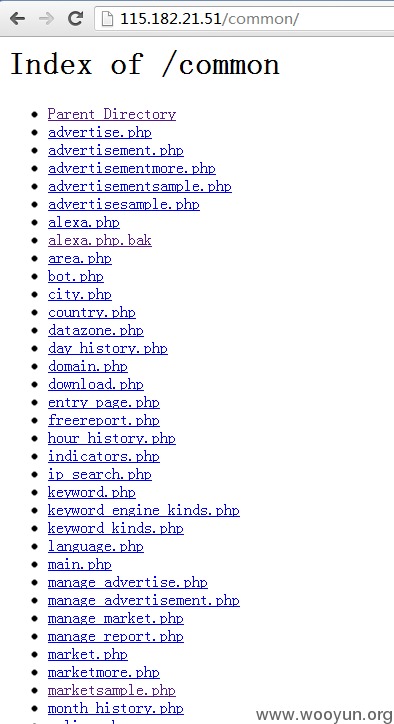 115.182.21.51/common/
Index of /common
Parent Directory
advertise.php
advertisement.php
advertisementmore.php
advertisementsample.php
advertisesample.php
alexa.php
alexa.php.bak
area.php
bot.php
city.php
country.php
datazone.php
day_history.php
domain.php
download.php
entry_page.php
freereport.php
hour_history.php
indicators.php
ip_search.php
keyword.php
keyword_engine_kinds.php
keyword_kinds.php
language.php
main.php
manage_advertise.php
manage_advertisement.php
manage_market.php
manage_report.php
market.php
marketmore.php
marketsample.php
month_history.php
www.wooyun.org